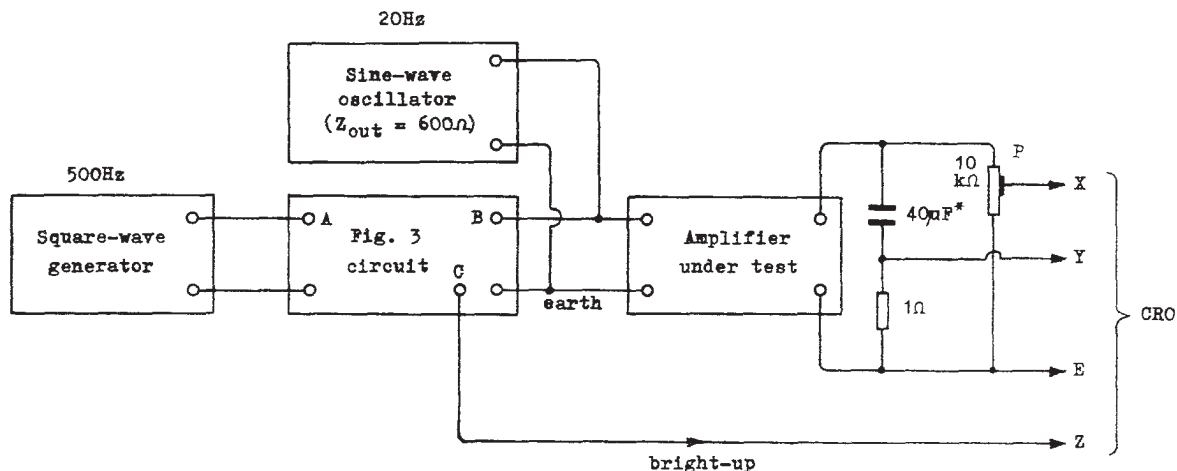 20Hz
Sine-wave
oscillator
(Zout = 600Ω)
500Hz
Square-wave
generator
A
Fig. 3
circuit
B
C
earth
Amplifier
under test
10
kΩ
P
40µF*
1Ω
X
Y
E
Z
CRO
bright-up